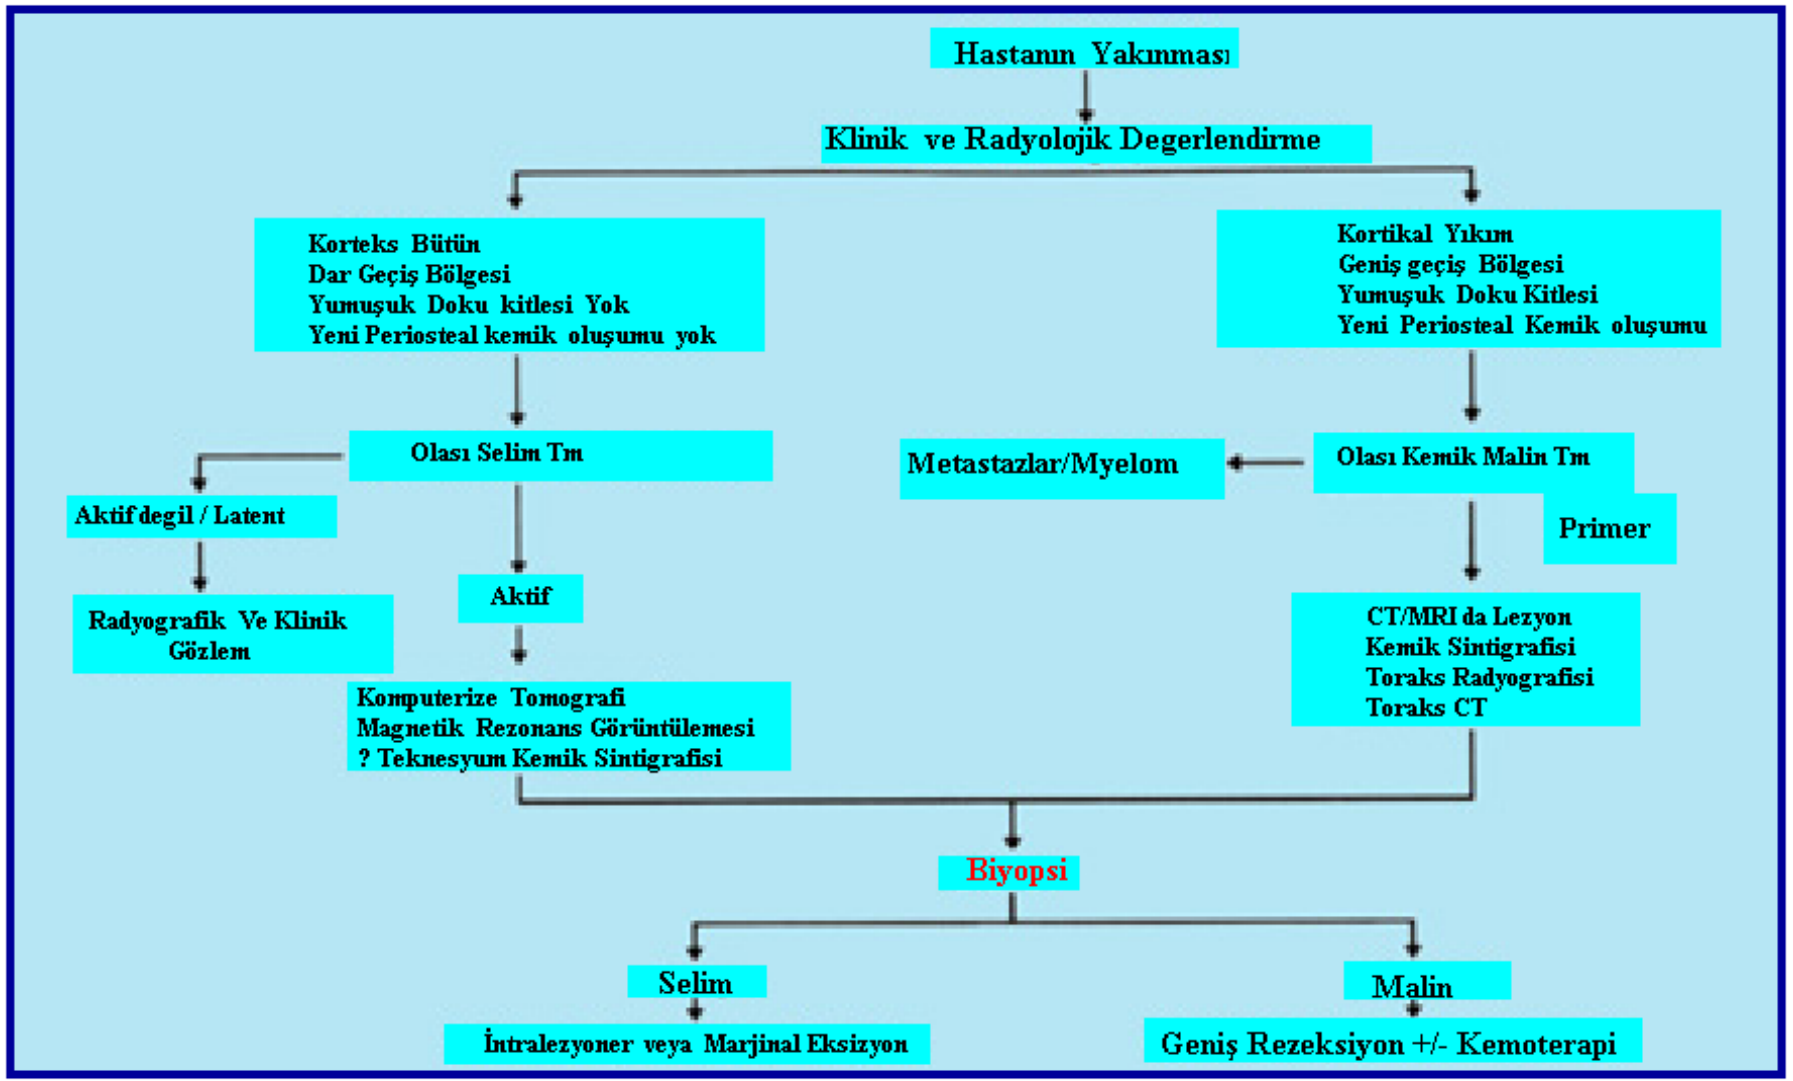 Hastanın Yakınması
Klinik ve Radyolojik Degerlendirme
Korteks Bütün
Dar Geçiş Bölgesi
Yumuşuk Doku kitlesi Yok
Yeni Periosteal kemik oluşumu yok
Kortikal Yıkım
Geniş geçiş Bölgesi
Yumuşuk Doku Kitlesi
Yeni Periosteal Kemik oluşumu
Olası Selim Tm
Metastazlar/Myelom
Olası Kemik Malin Tm
Primer
Aktif degil / Latent
Aktif
Radyografik Ve Klinik
Gözlem
CT/MRI da Lezyon
Kemik Sintigrafisi
Toraks Radyografisi
Toraks CT
Komputerize Tomografi
Magnetik Rezonans Görüntülemesi
? Teknesyum Kemik Sintigrafisi
Biyopsi
Selim
Malin
İntralezyoner veya Marjinal Eksizyon
Geniş Rezeksiyon +/- Kemoterapi